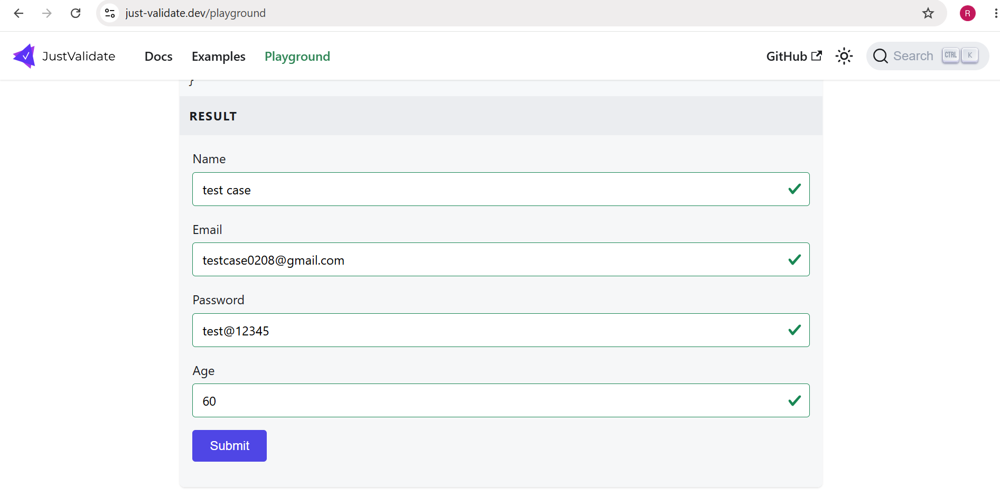 just-validate.dev/playground
R
JustValidate
Docs
Examples
Playground
GitHub
Search
CTRL
K
}
RESULT
Name
test case
Email
testcase0208@gmail.com
Password
test@12345
Age
60
Submit